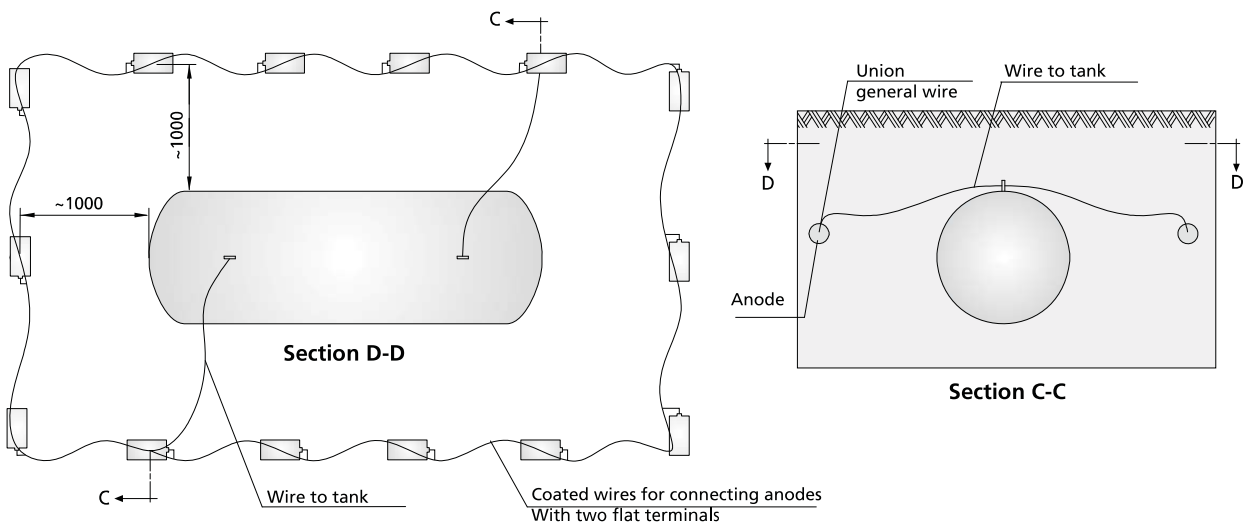 C
~1000
~1000
Section D-D
C
Wire to tank
Coated wires for connecting anodes
With two flat terminals
Union
general wire
Wire to tank
D
D
Anode
Section C-C